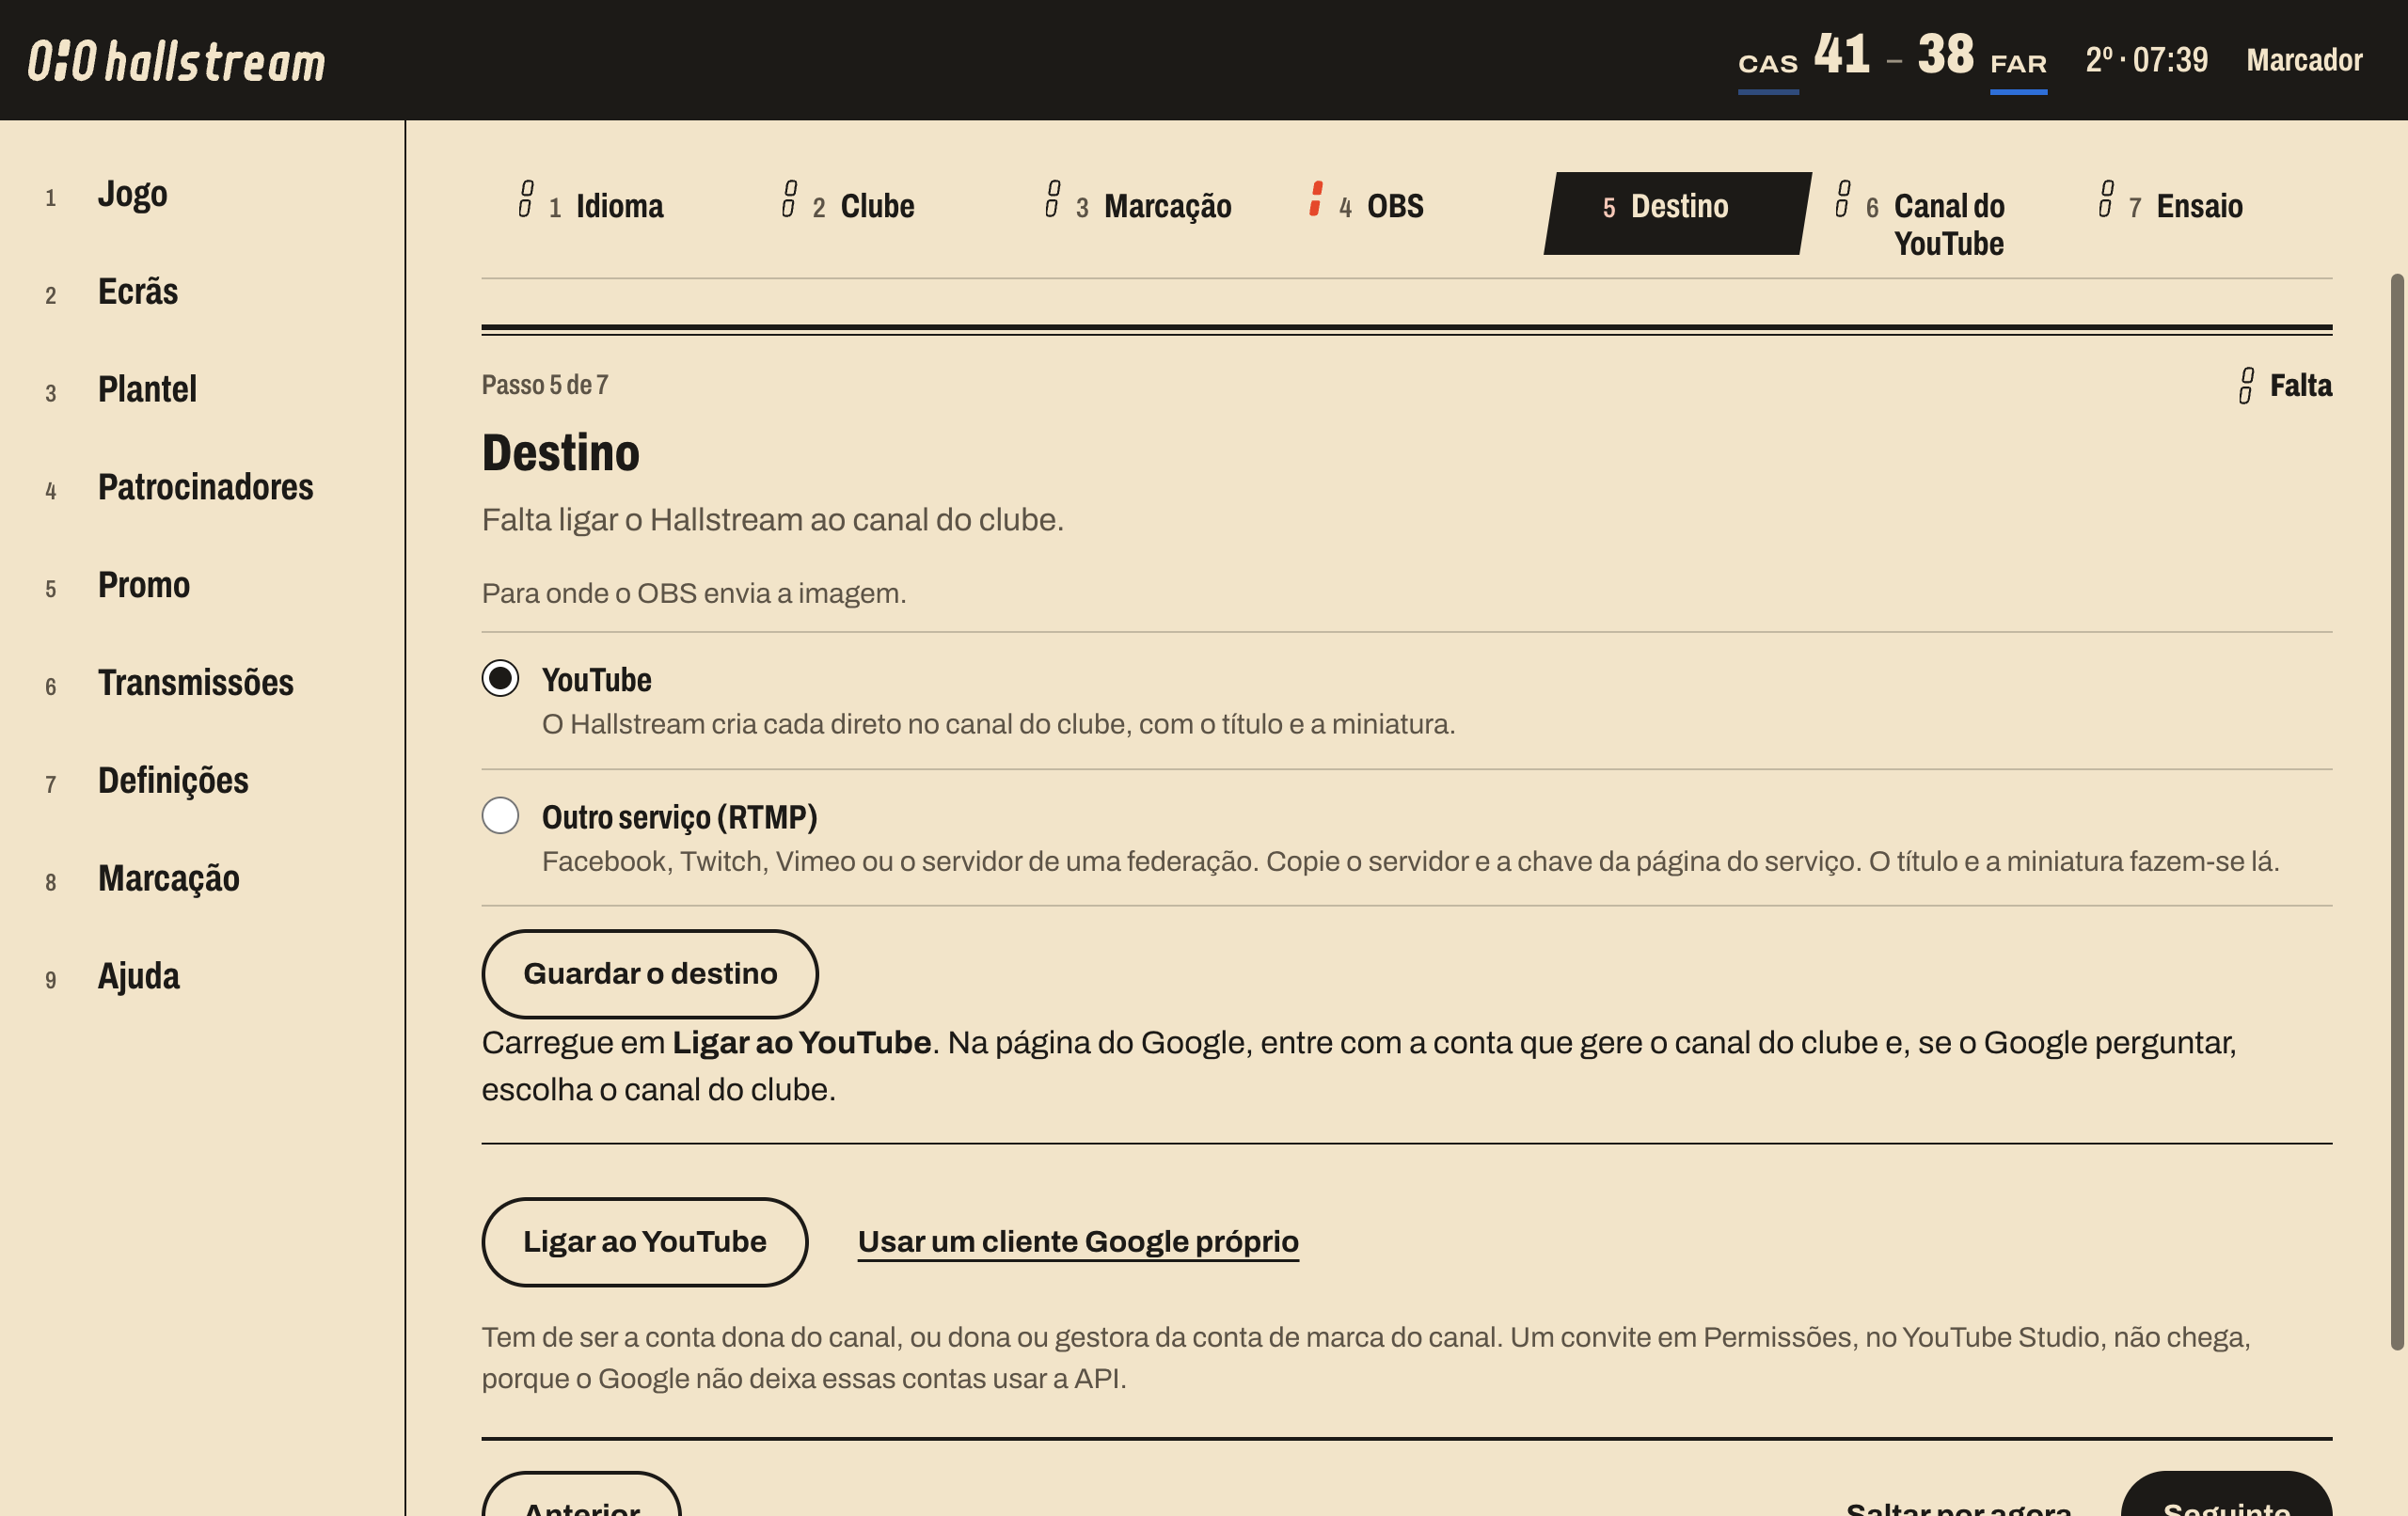 hallstream
CAS 41 – 38 FAR 2º · 07:39 Marcador
1 Jogo
2 Ecrãs
3 Plantel
4 Patrocinadores
5 Promo
6 Transmissões
7 Definições
8 Marcação
9 Ajuda
1 Idioma
2 Clube
3 Marcação
4 OBS
5 Destino
6 Canal do
YouTube
7 Ensaio
Passo 5 de 7
Falta
Destino
Falta ligar o Hallstream ao canal do clube.
Para onde o OBS envia a imagem.
YouTube
O Hallstream cria cada direto no canal do clube, com o título e a miniatura.
Outro serviço (RTMP)
Facebook, Twitch, Vimeo ou o servidor de uma federação. Copie o servidor e a chave da página do serviço. O título e a miniatura fazem-se lá.
Guardar o destino
Carregue em Ligar ao YouTube. Na página do Google, entre com a conta que gere o canal do clube e, se o Google perguntar,
escolha o canal do clube.
Ligar ao YouTube
Usar um cliente Google próprio
Tem de ser a conta dona do canal, ou dona ou gestora da conta de marca do canal. Um convite em Permissões, no YouTube Studio, não chega,
porque o Google não deixa essas contas usar a API.
Anterior
Saltar por agora
Seguinte